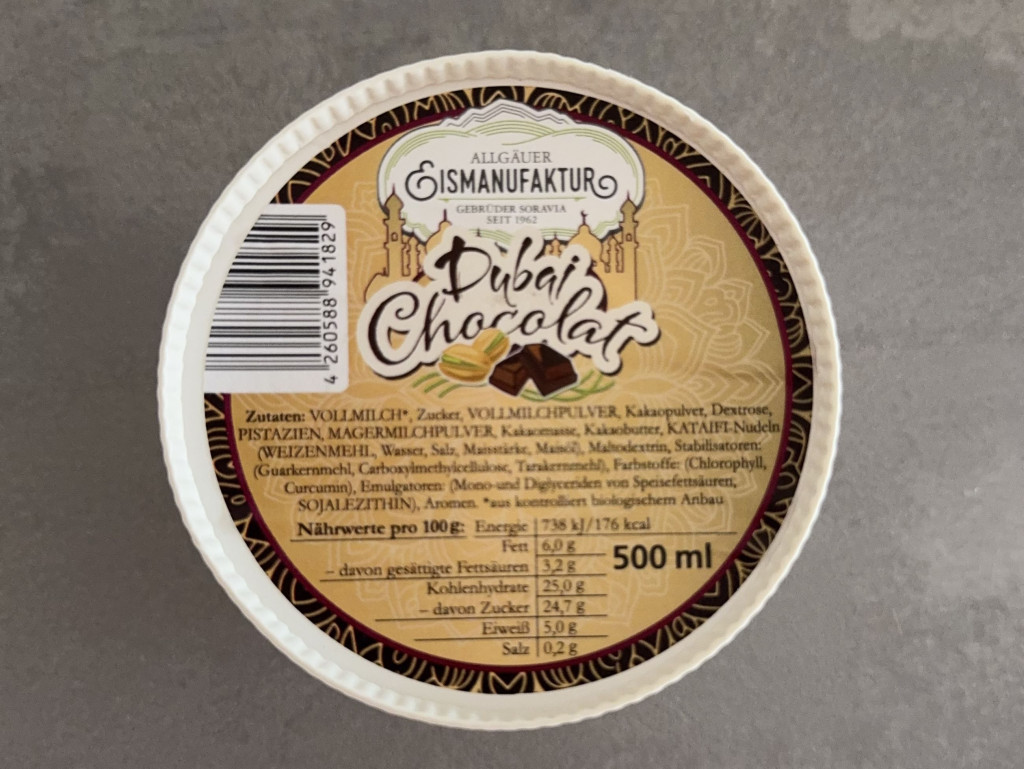 ALLGÄUER
EISMANUFAKTUR
GEBRÜDER SORAVIA
SEIT 1962
Dubai
Chocolat
4 260588 941829
Zutaten: VOLLMILCH*, Zucker, VOLLMILCHPULVER, Kakaopulver, Dextrose,
PISTAZIEN, MAGERMILCHPULVER, Kakaomasse, Kakaobutter, KATAIFI-Nudeln
(WEIZENMEHL, Wasser, Salz, Maisstärke, Maisöl), Maltodextrin, Stabilisatoren:
(Guarkernmehl, Carboxylmethylcellulose, Tarakernmehl), Farbstoffe: (Chlorophyll,
Curcumin), Emulgatoren: (Mono-und Diglyceriden von Speisefettsäuren,
SOJALEZITHIN), Aromen. *aus kontrolliert biologischem Anbau
Nährwerte pro 100g: Energie 738 kJ/176 kcal
Fett 6,0 g
– davon gesättigte Fettsäuren 3,2 g
500 ml
Kohlenhydrate 25,0 g
– davon Zucker 24,7 g
Eiweiß 5,0 g
Salz 0,2 g